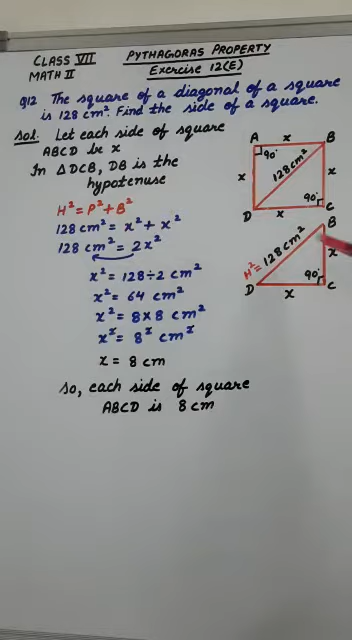 CLASS VII
MATH II
PYTHAGORAS PROPERTY
Exercise 12(E)
Q12 The square of a diagonal of a square
is 128 cm². Find the side of a square.
Sol. Let each side of square
ABCD be x
In △DCB, DB is the
hypotenuse
H² = P² + B²
128 cm² = x² + x²
128 cm² = 2x²
x² = 128 ÷ 2 cm²
x² = 64 cm²
x² = 8 x 8 cm²
x² = 8² cm²
x = 8 cm
So, each side of square
ABCD is 8 cm
A x B
90°
128 cm²
x x
90°
D x C
B
H² = 128 cm²
x
90°
D x C